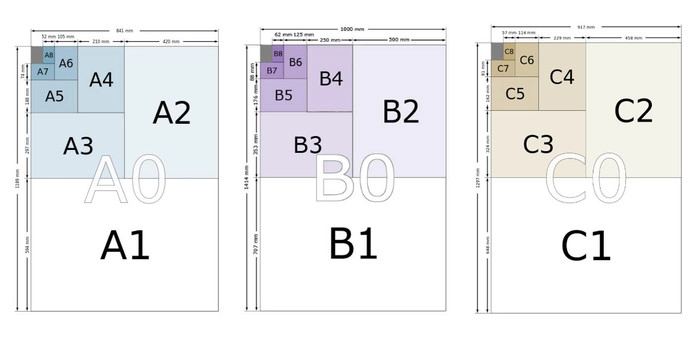 841 mm
52 mm 105 mm
210 mm
420 mm
A8
A7
A6
A5
A4
A3
A2
A0
A1
74 mm
148 mm
297 mm
594 mm
1189 mm
1000 mm
62 mm 125 mm
250 mm
500 mm
B8
B7
B6
B5
B4
B3
B2
B0
B1
88 mm
176 mm
353 mm
707 mm
1414 mm
917 mm
57 mm 114 mm
229 mm
458 mm
C8
C7
C6
C5
C4
C3
C2
C0
C1
81 mm
162 mm
324 mm
648 mm
1297 mm